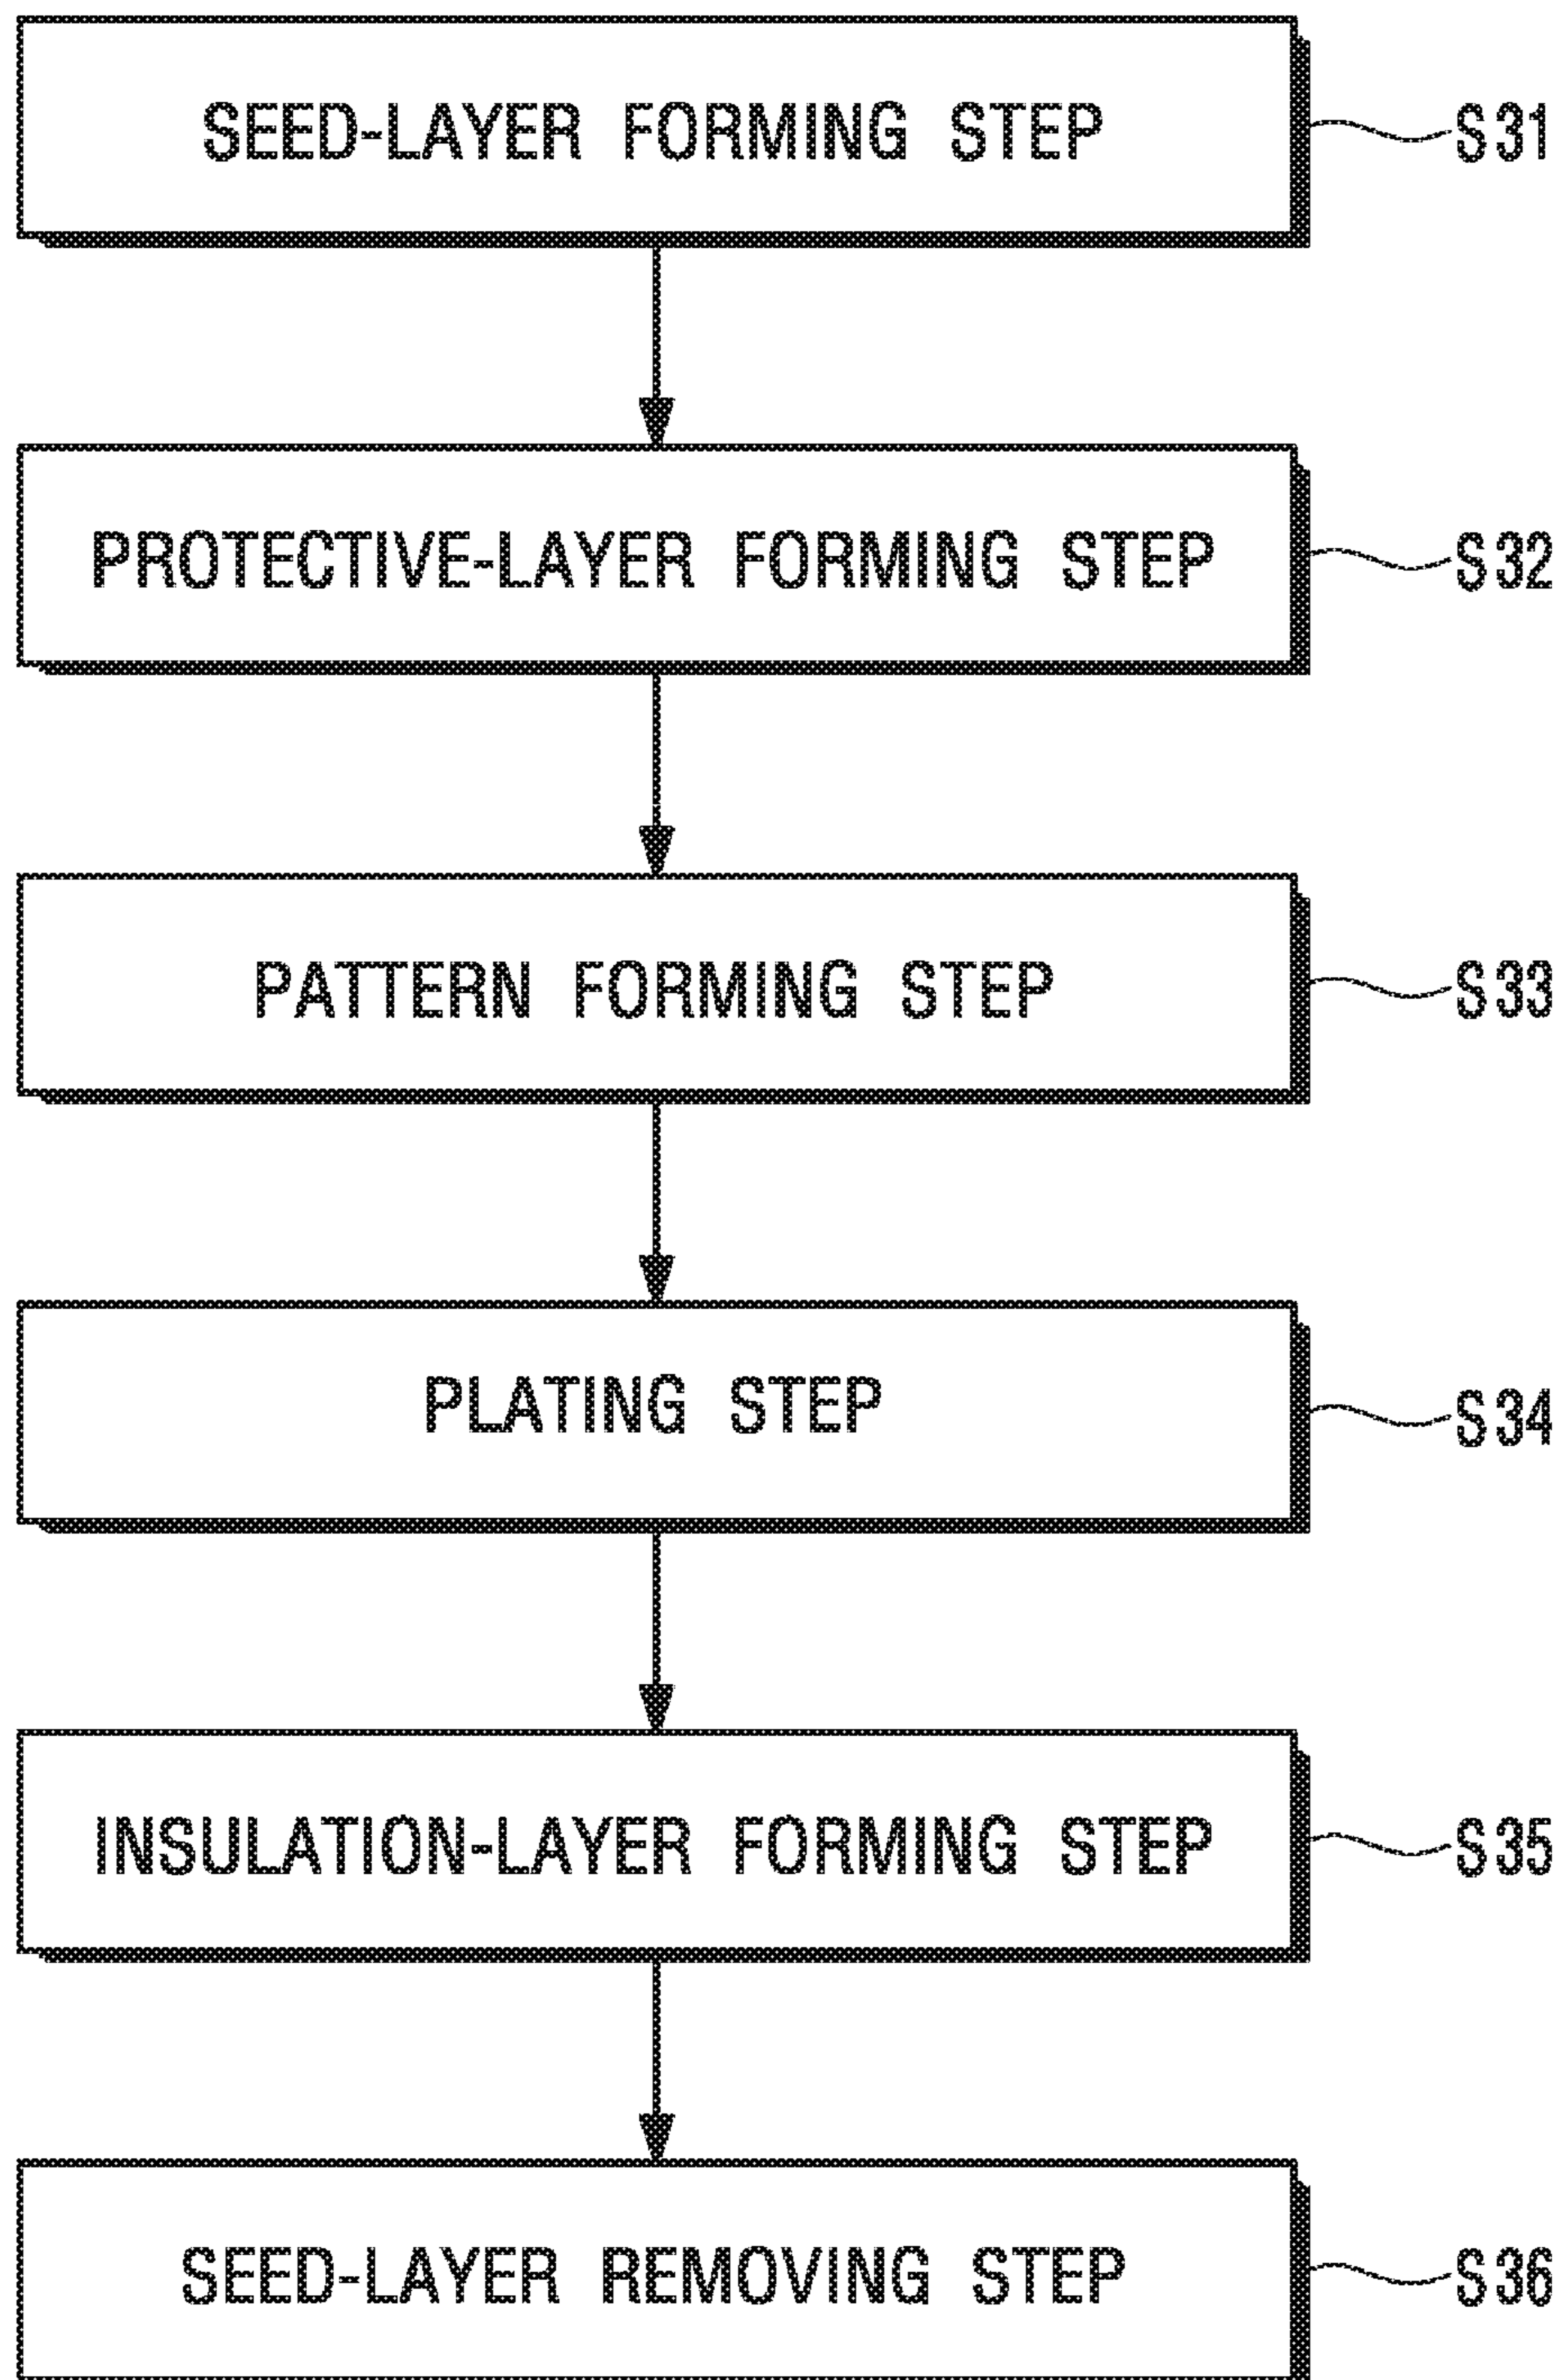 SEED-LAYER FORMING STEP S31
PROTECTIVE-LAYER FORMING STEP S32
PATTERN FORMING STEP S33
PLATING STEP S34
INSULATION-LAYER FORMING STEP S35
SEED-LAYER REMOVING STEP S36